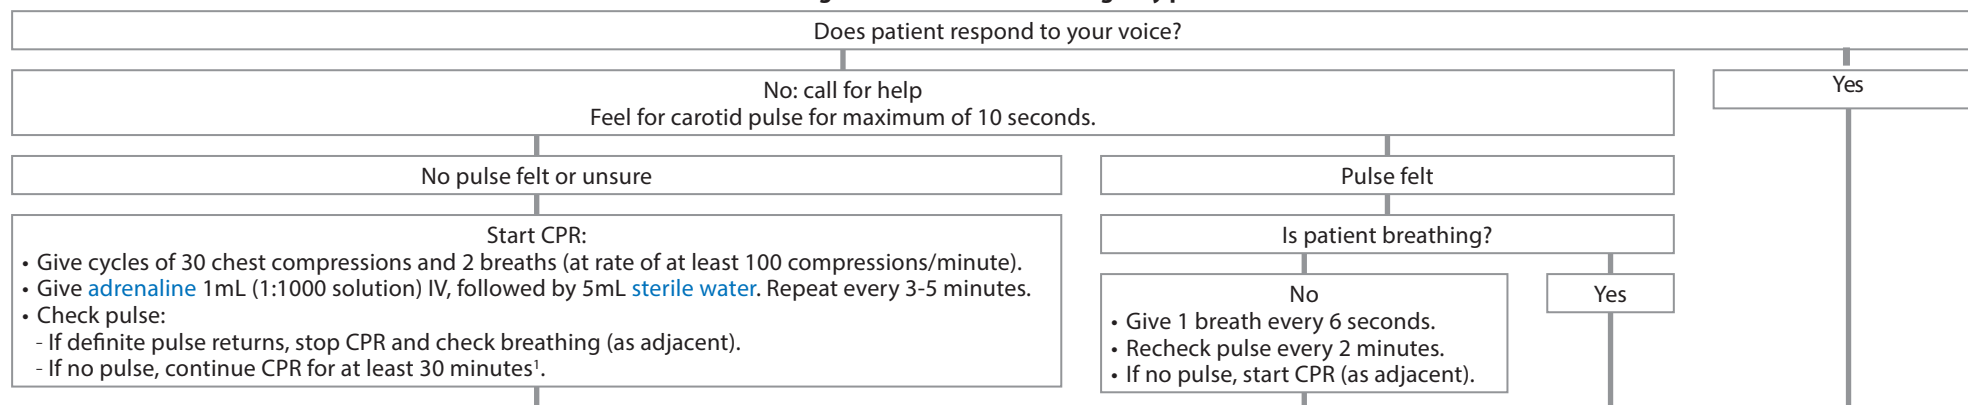 Does patient respond to your voice?
No: call for help
Feel for carotid pulse for maximum of 10 seconds.
Yes
No pulse felt or unsure
Pulse felt
Start CPR:
• Give cycles of 30 chest compressions and 2 breaths (at rate of at least 100 compressions/minute).
• Give adrenaline 1mL (1:1000 solution) IV, followed by 5mL sterile water. Repeat every 3-5 minutes.
• Check pulse:
- If definite pulse returns, stop CPR and check breathing (as adjacent).
- If no pulse, continue CPR for at least 30 minutes¹.
Is patient breathing?
No
• Give 1 breath every 6 seconds.
• Recheck pulse every 2 minutes.
• If no pulse, start CPR (as adjacent).
Yes